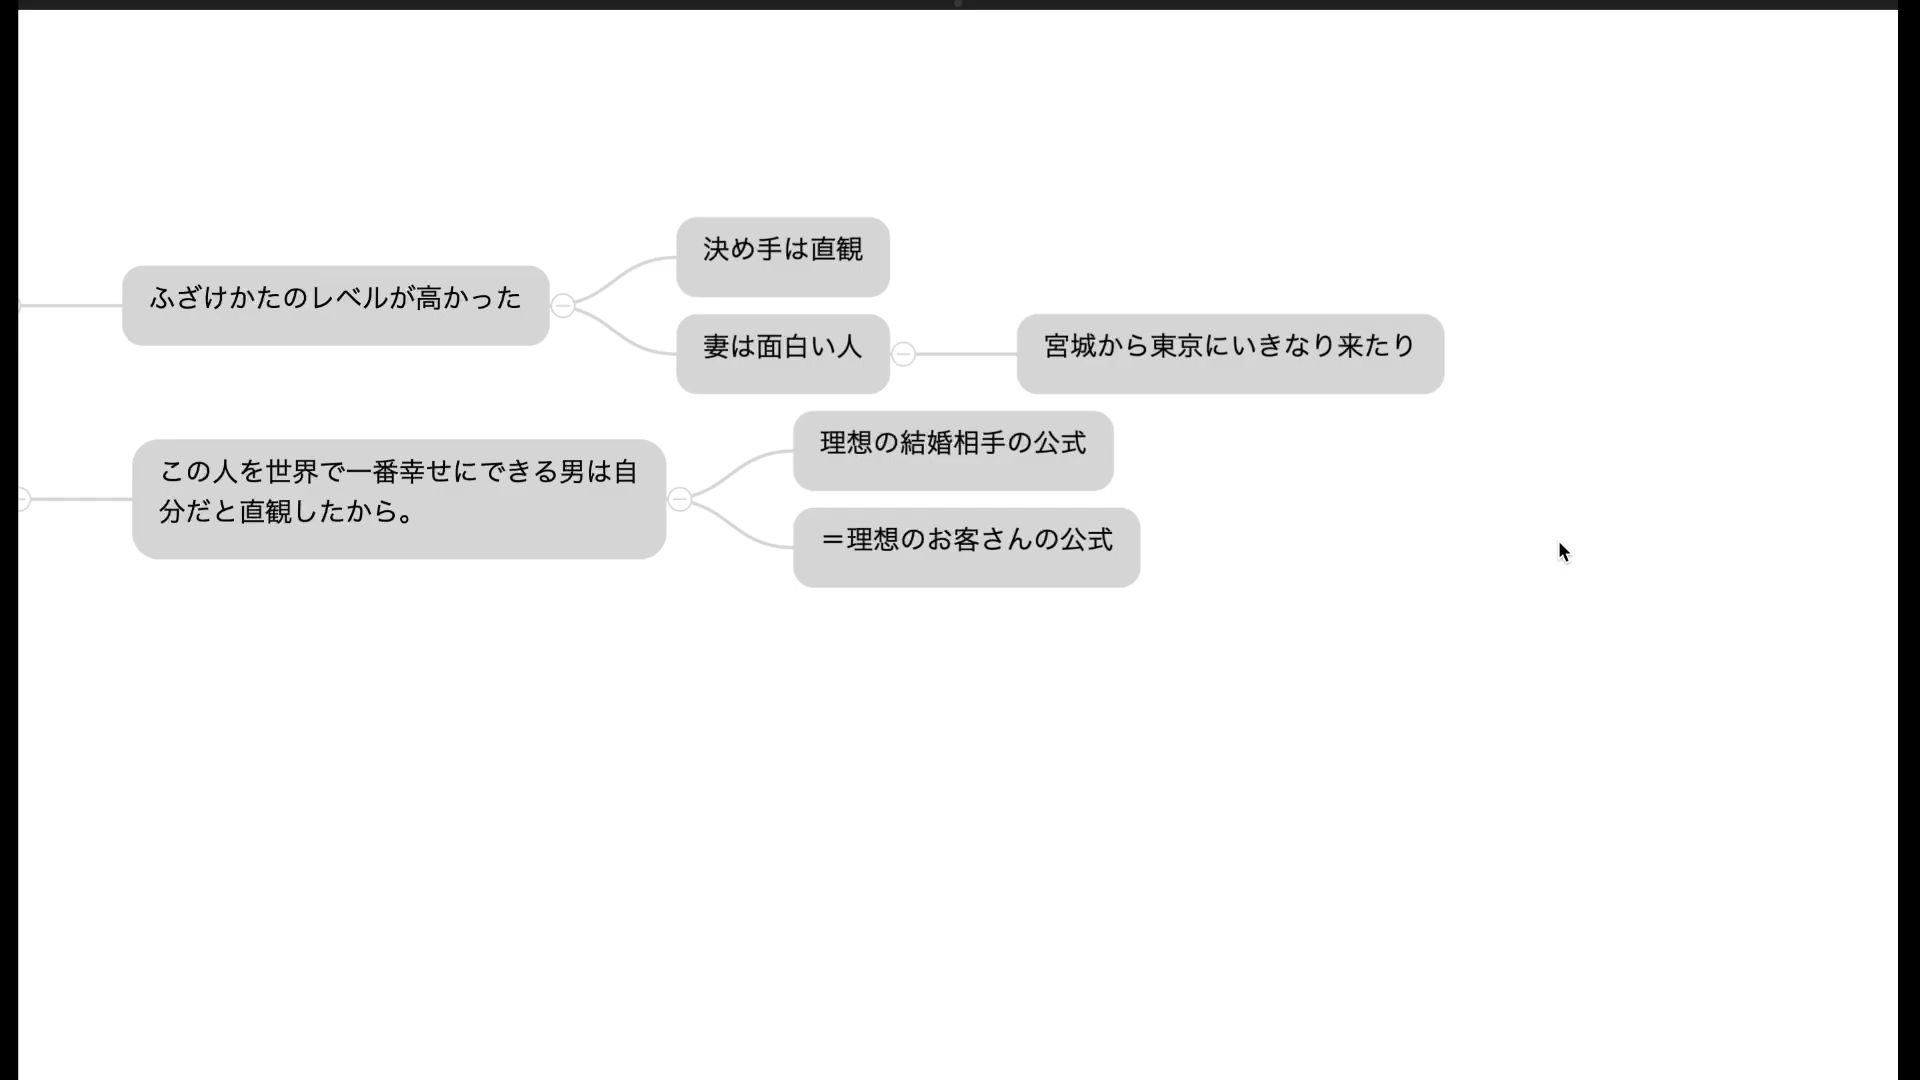 ふざけかたのレベルが高かった
決め手は直観
妻は面白い人
宮城から東京にいきなり来たり
この人を世界で一番幸せにできる男は自
分だと直観したから。
理想の結婚相手の公式
＝理想のお客さんの公式